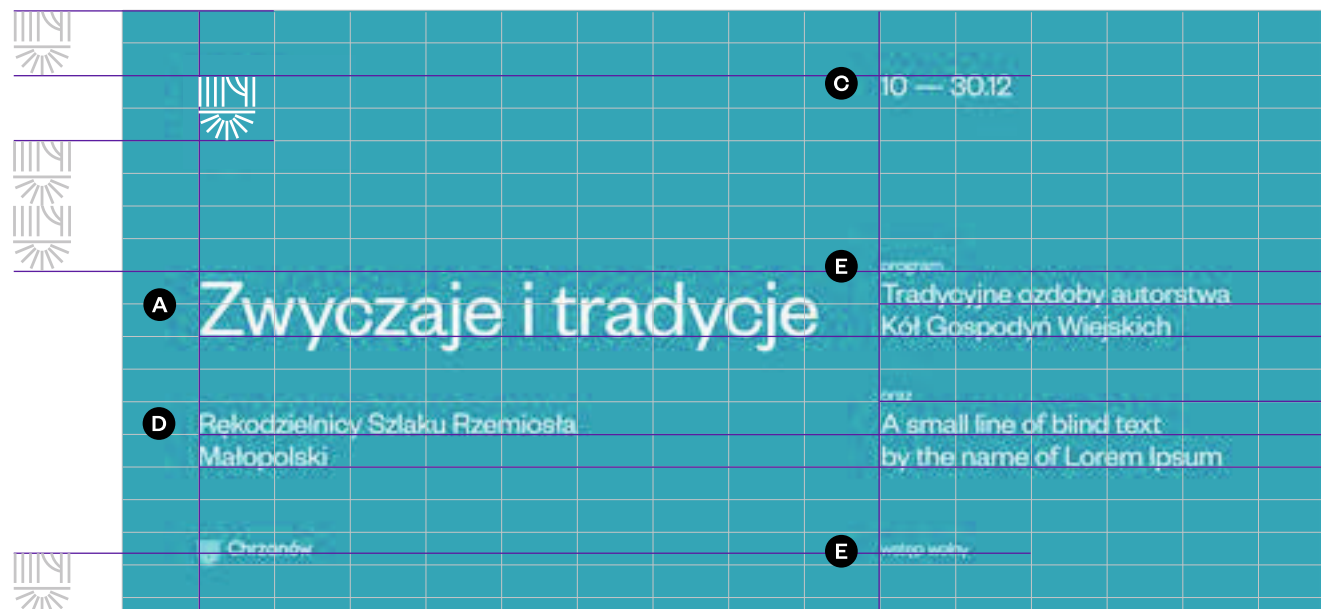 C
10 — 30.12
E
program
A
Zwyczaje i tradycje
Tradycyjne ozdoby autorstwa
Kół Gospodyń Wiejskich
oraz
D
Rękodzielnicy Szlaku Rzemiosła
Małopolski
A small line of blind text
by the name of Lorem Ipsum
Chrzanów
E
wstęp wolny